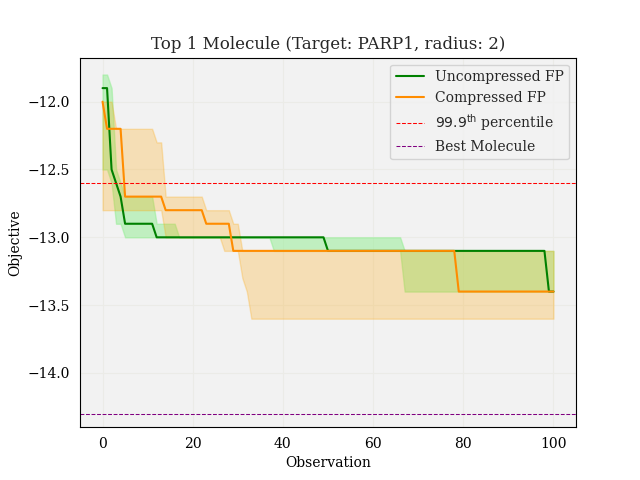 Top 1 Molecule (Target: PARP1, radius: 2)
Uncompressed FP
Compressed FP
99.9th percentile
Best Molecule
Objective
−12.0
−12.5
−13.0
−13.5
−14.0
0 20 40 60 80 100
Observation